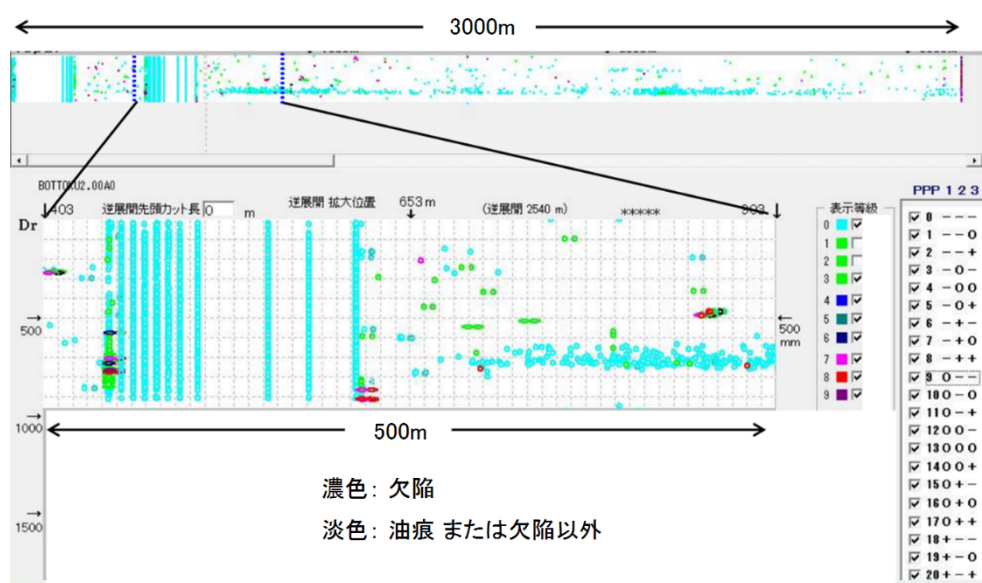 3000m
BOTTOKU2.00A0
403
逆展開先頭カット長 0 m
逆展開 拡大位置 653 m
(逆展開 2540 m)
*****
903
Dr
500
1000
1500
500
mm
表示等級
0
1
2
3
4
5
6
7
8
9
PPP 1 2 3
0 - - -
1 - - O
2 - - +
3 - O -
4 - O O
5 - O +
6 - + -
7 - + O
8 - + +
9 O - -
10 O - O
11 O - +
12 O O -
13 O O O
14 O O +
15 O + -
16 O + O
17 O + +
18 + - -
19 + - O
20 + - +
500m
濃色： 欠陥
淡色： 油痕 または欠陥以外